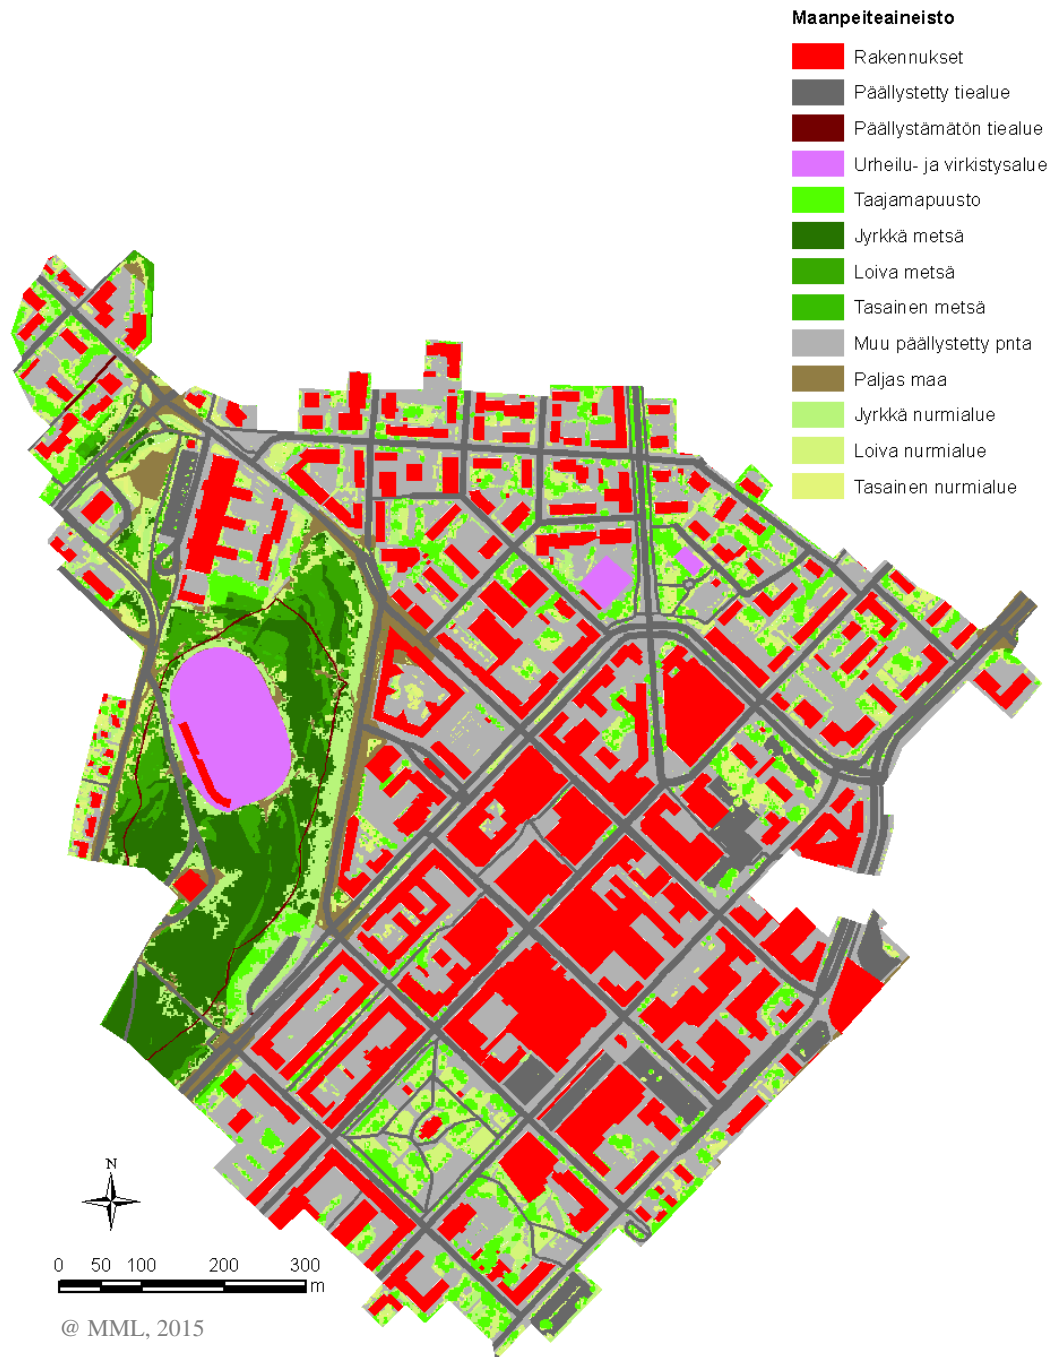 Maanpeiteaineisto
Rakennukset
Päällystetty tiealue
Päällystämätön tiealue
Urheilu- ja virkistysalue
Taajamapuusto
Jyrkkä metsä
Loiva metsä
Tasainen metsä
Muu päällystetty pnta
Paljas maa
Jyrkkä nurmialue
Loiva nurmialue
Tasainen nurmialue
N
0 50 100 200 300
m
@ MML, 2015